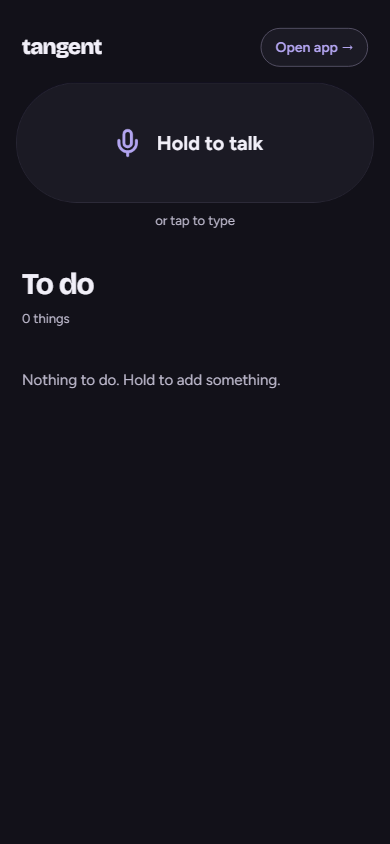 tangent
Open app →
Hold to talk
or tap to type
To do
0 things
Nothing to do. Hold to add something.